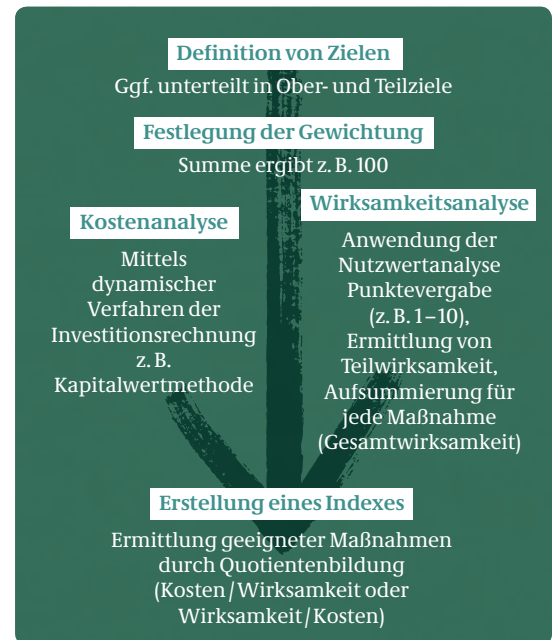 Definition von Zielen
Ggf. unterteilt in Ober- und Teilziele
Festlegung der Gewichtung
Summe ergibt z. B. 100
Kostenanalyse
Mittels
dynamischer
Verfahren der
Investitionsrechnung
z. B.
Kapitalwertmethode
Wirksamkeitsanalyse
Anwendung der
Nutzwertanalyse
Punktevergabe
(z. B. 1–10),
Ermittlung von
Teilwirksamkeit,
Aufsummierung für
jede Maßnahme
(Gesamtwirksamkeit)
Erstellung eines Indexes
Ermittlung geeigneter Maßnahmen
durch Quotientenbildung
(Kosten / Wirksamkeit oder
Wirksamkeit / Kosten)